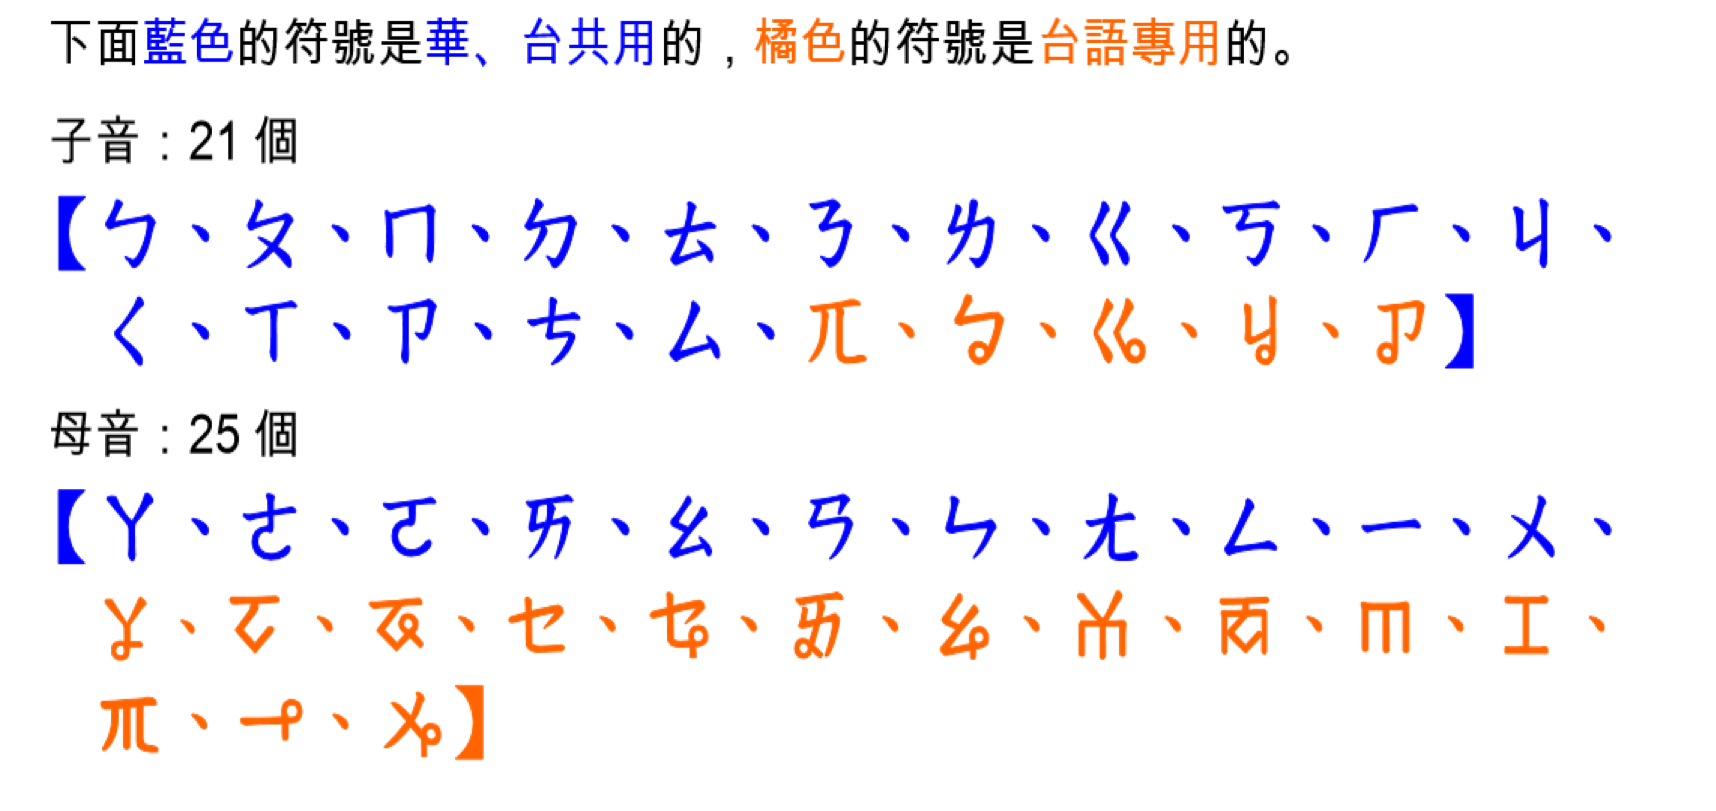 下面藍色的符號是華、台共用的，橘色的符號是台語專用的。
子音：21 個
【ㄅ、ㄆ、ㄇ、ㄉ、ㄊ、ㄋ、ㄌ、ㄍ、ㄎ、ㄏ、ㄐ、
ㄑ、ㄒ、ㄗ、ㄘ、ㄙ、ㄫ、ㆠ、ㆣ、ㆢ、ㆡ】
母音：25 個
【ㄚ、ㄜ、ㄛ、ㄞ、ㄠ、ㄢ、ㄣ、ㄤ、ㄥ、ㄧ、ㄨ、
ㆩ、ㆦ、ㆧ、ㆤ、ㆥ、ㆮ、ㆯ、ㆰ、ㆱ、ㆬ、ㆨ、
ㆭ、ㆪ、ㆫ】